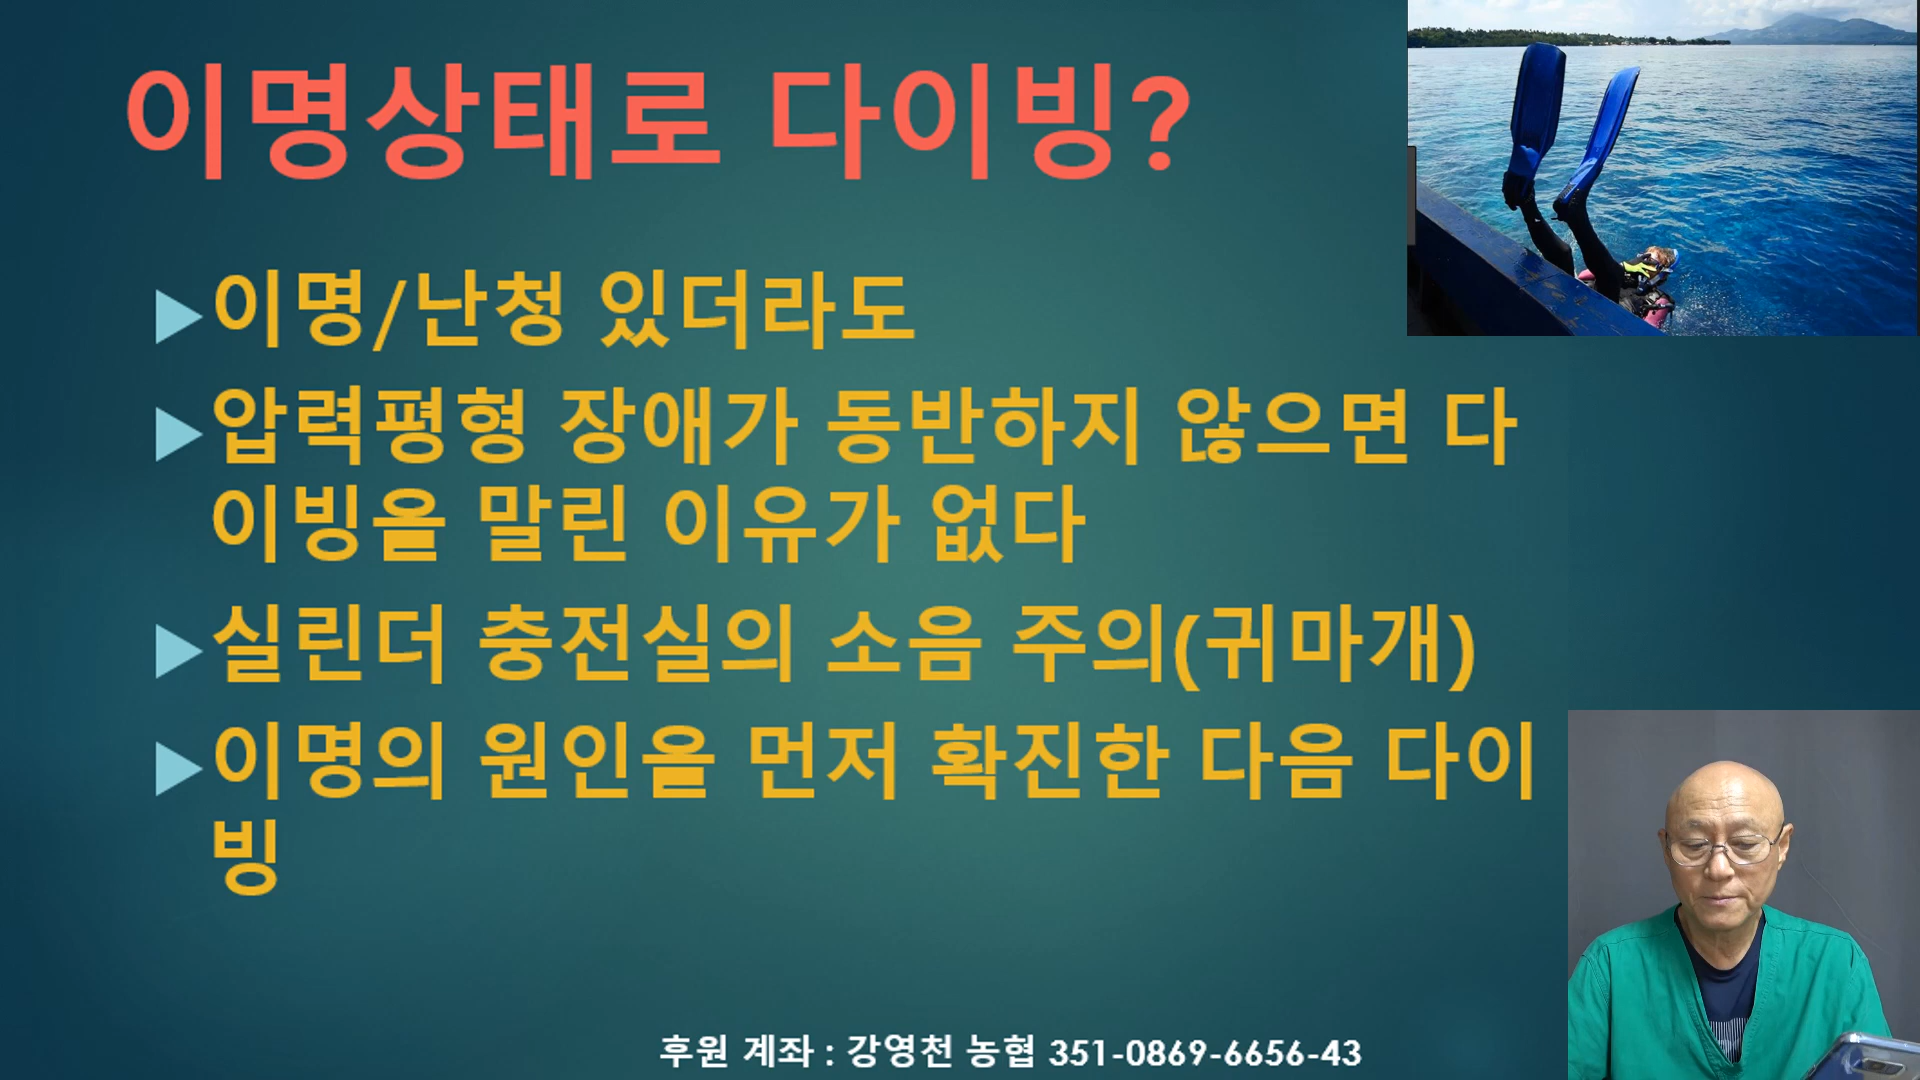 이명상태로 다이빙?
이명/난청 있더라도
압력평형 장애가 동반하지 않으면 다
이빙을 말린 이유가 없다
실린더 충전실의 소음 주의(귀마개)
이명의 원인을 먼저 확진한 다음 다이
빙
후원 계좌 : 강영천 농협 351-0869-6656-43